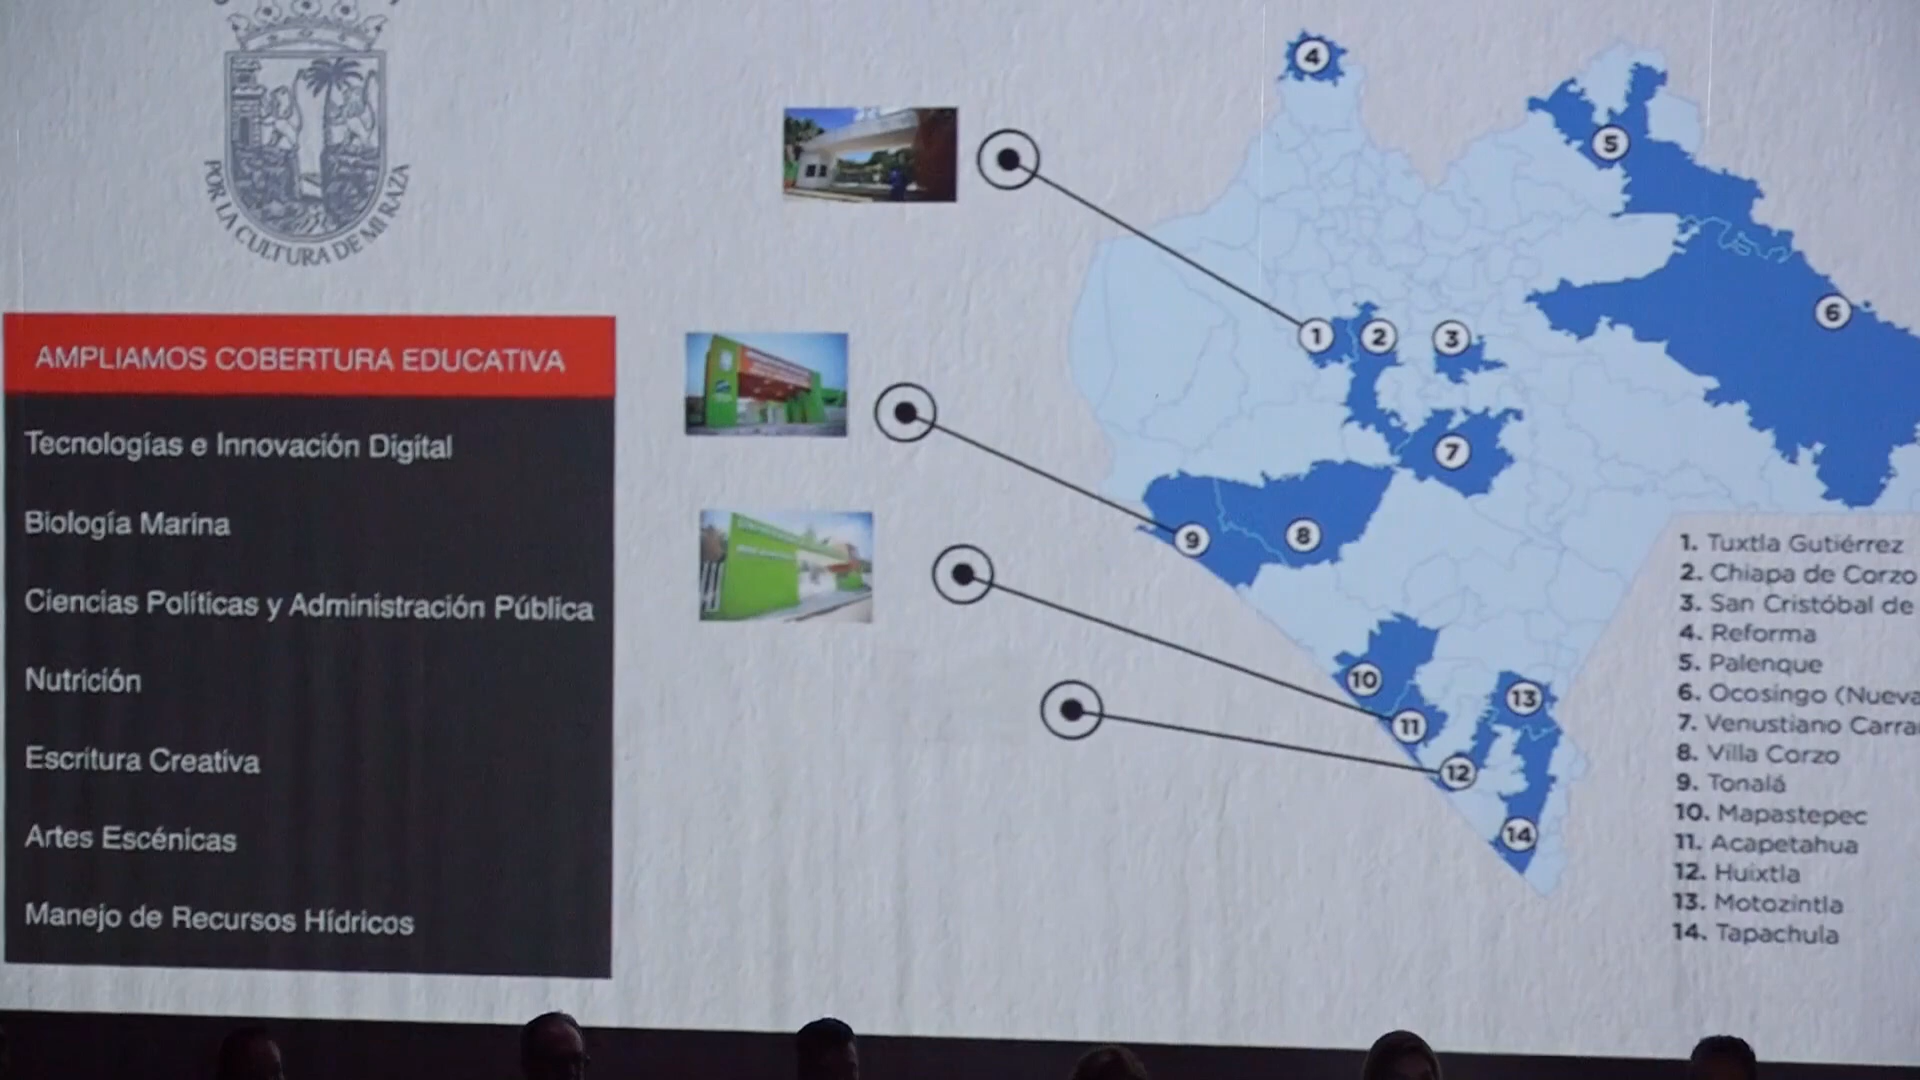 POR LA CULTURA DE MI RAZA
AMPLIAMOS COBERTURA EDUCATIVA
Tecnologías e Innovación Digital
Biología Marina
Ciencias Políticas y Administración Pública
Nutrición
Escritura Creativa
Artes Escénicas
Manejo de Recursos Hídricos
4
5
6
1 2 3
7
9 8
10
11
13
12
14
1. Tuxtla Gutiérrez
2. Chiapa de Corzo
3. San Cristóbal de
4. Reforma
5. Palenque
6. Ocosingo (Nueva
7. Venustiano
8. Villa Corzo
9. Tonalá
10. Mapastepec
11. Acapetahua
12. Huixtla
13. Motozintla
14. Tapachula